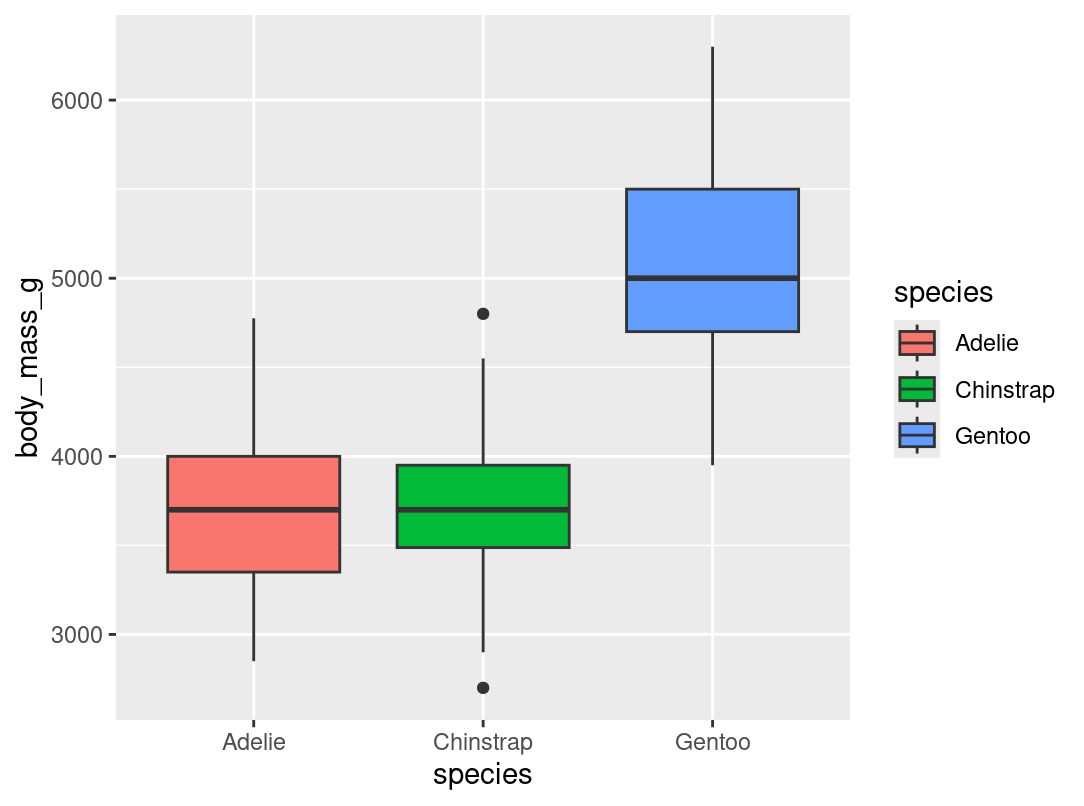 body_mass_g
6000
5000
4000
3000
Adelie
Chinstrap
Gentoo
species
species
Adelie
Chinstrap
Gentoo